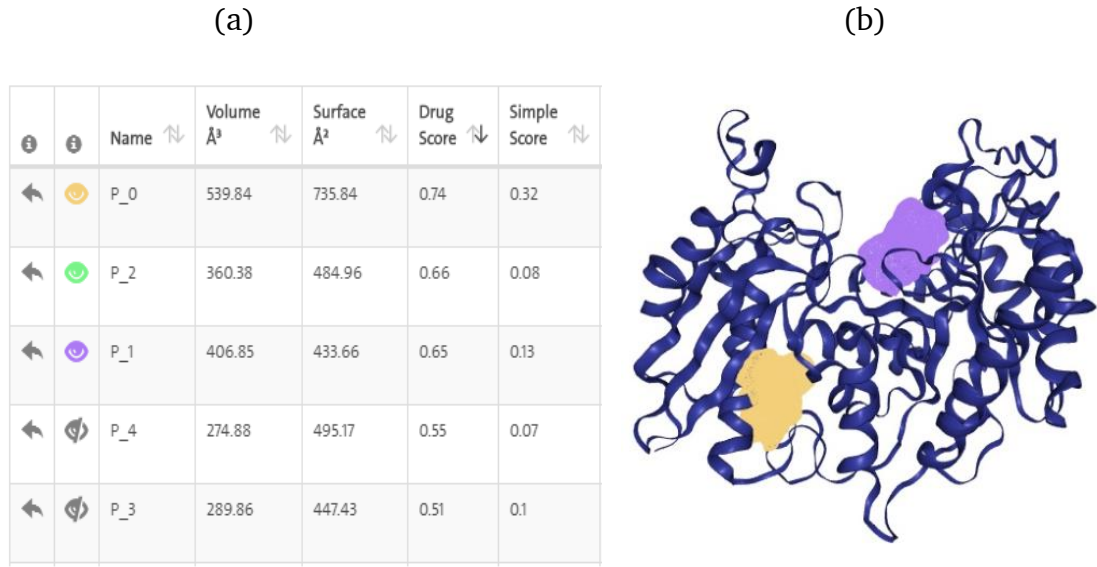 (a) (b)
Name Volume Å³ Surface Å² Drug Score Simple Score
P_0 539.84 735.84 0.74 0.32
P_2 360.38 484.96 0.66 0.08
P_1 406.85 433.66 0.65 0.13
P_4 274.88 495.17 0.55 0.07
P_3 289.86 447.43 0.51 0.1